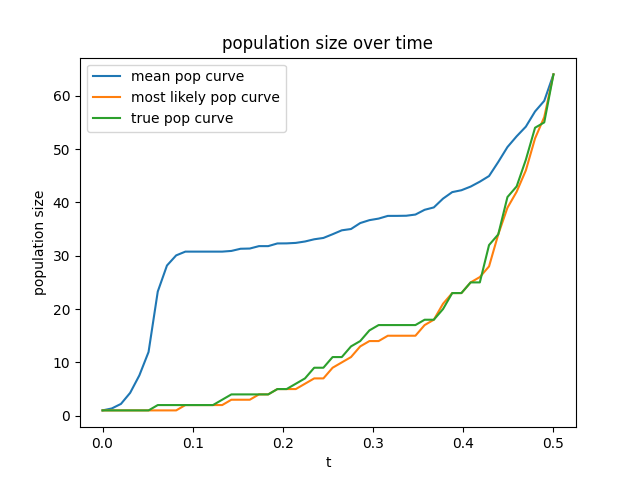 population size over time
mean pop curve
most likely pop curve
true pop curve
population size
60
50
40
30
20
10
0
0.0 0.1 0.2 0.3 0.4 0.5
t